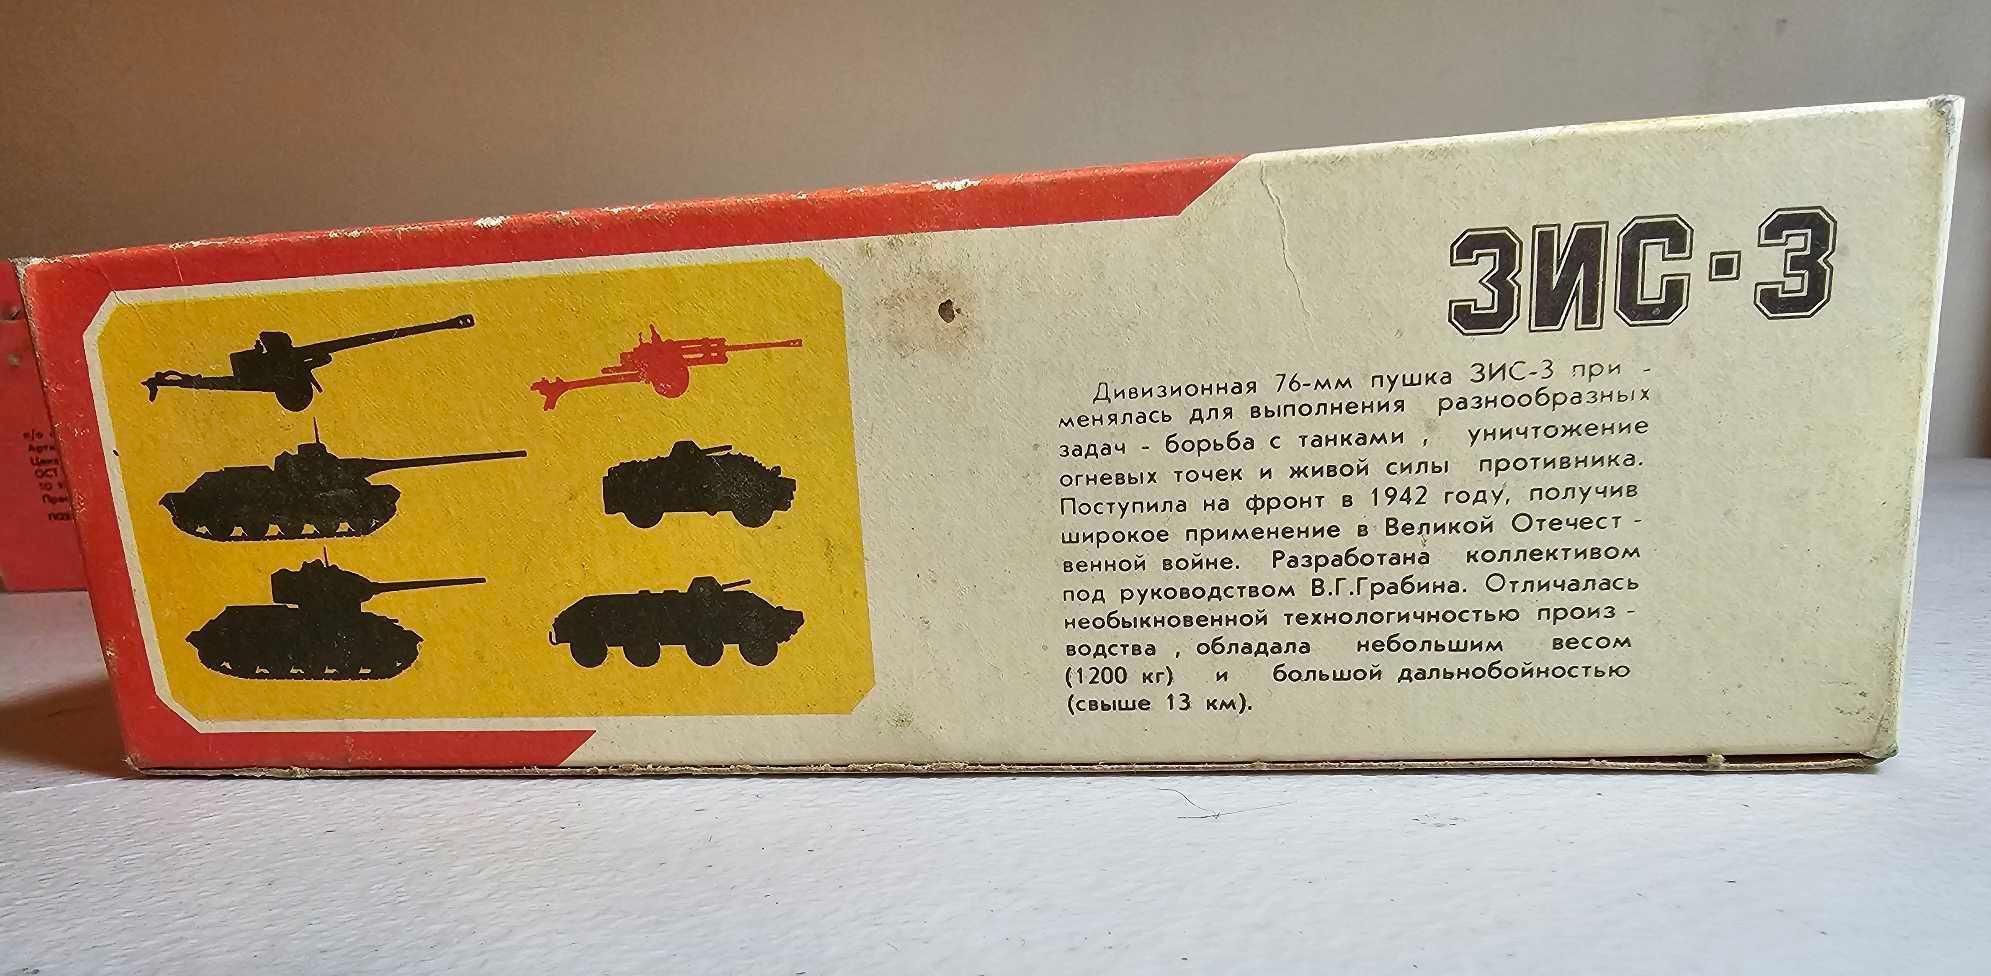 ЗИС-3
Дивизионная 76-мм пушка ЗИС-3 при -
менялась для выполнения разнообразных
задач - борьба с танками , уничтожение
огневых точек и живой силы противника.
Поступила на фронт в 1942 году, получив
широкое применение в Великой Отечест -
венной войне. Разработана коллективом
под руководством В.Г.Грабина. Отличалась
необыкновенной технологичностью произ -
водства , обладала небольшим весом
(1200 кг) и большой дальнобойностью
(свыше 13 км).